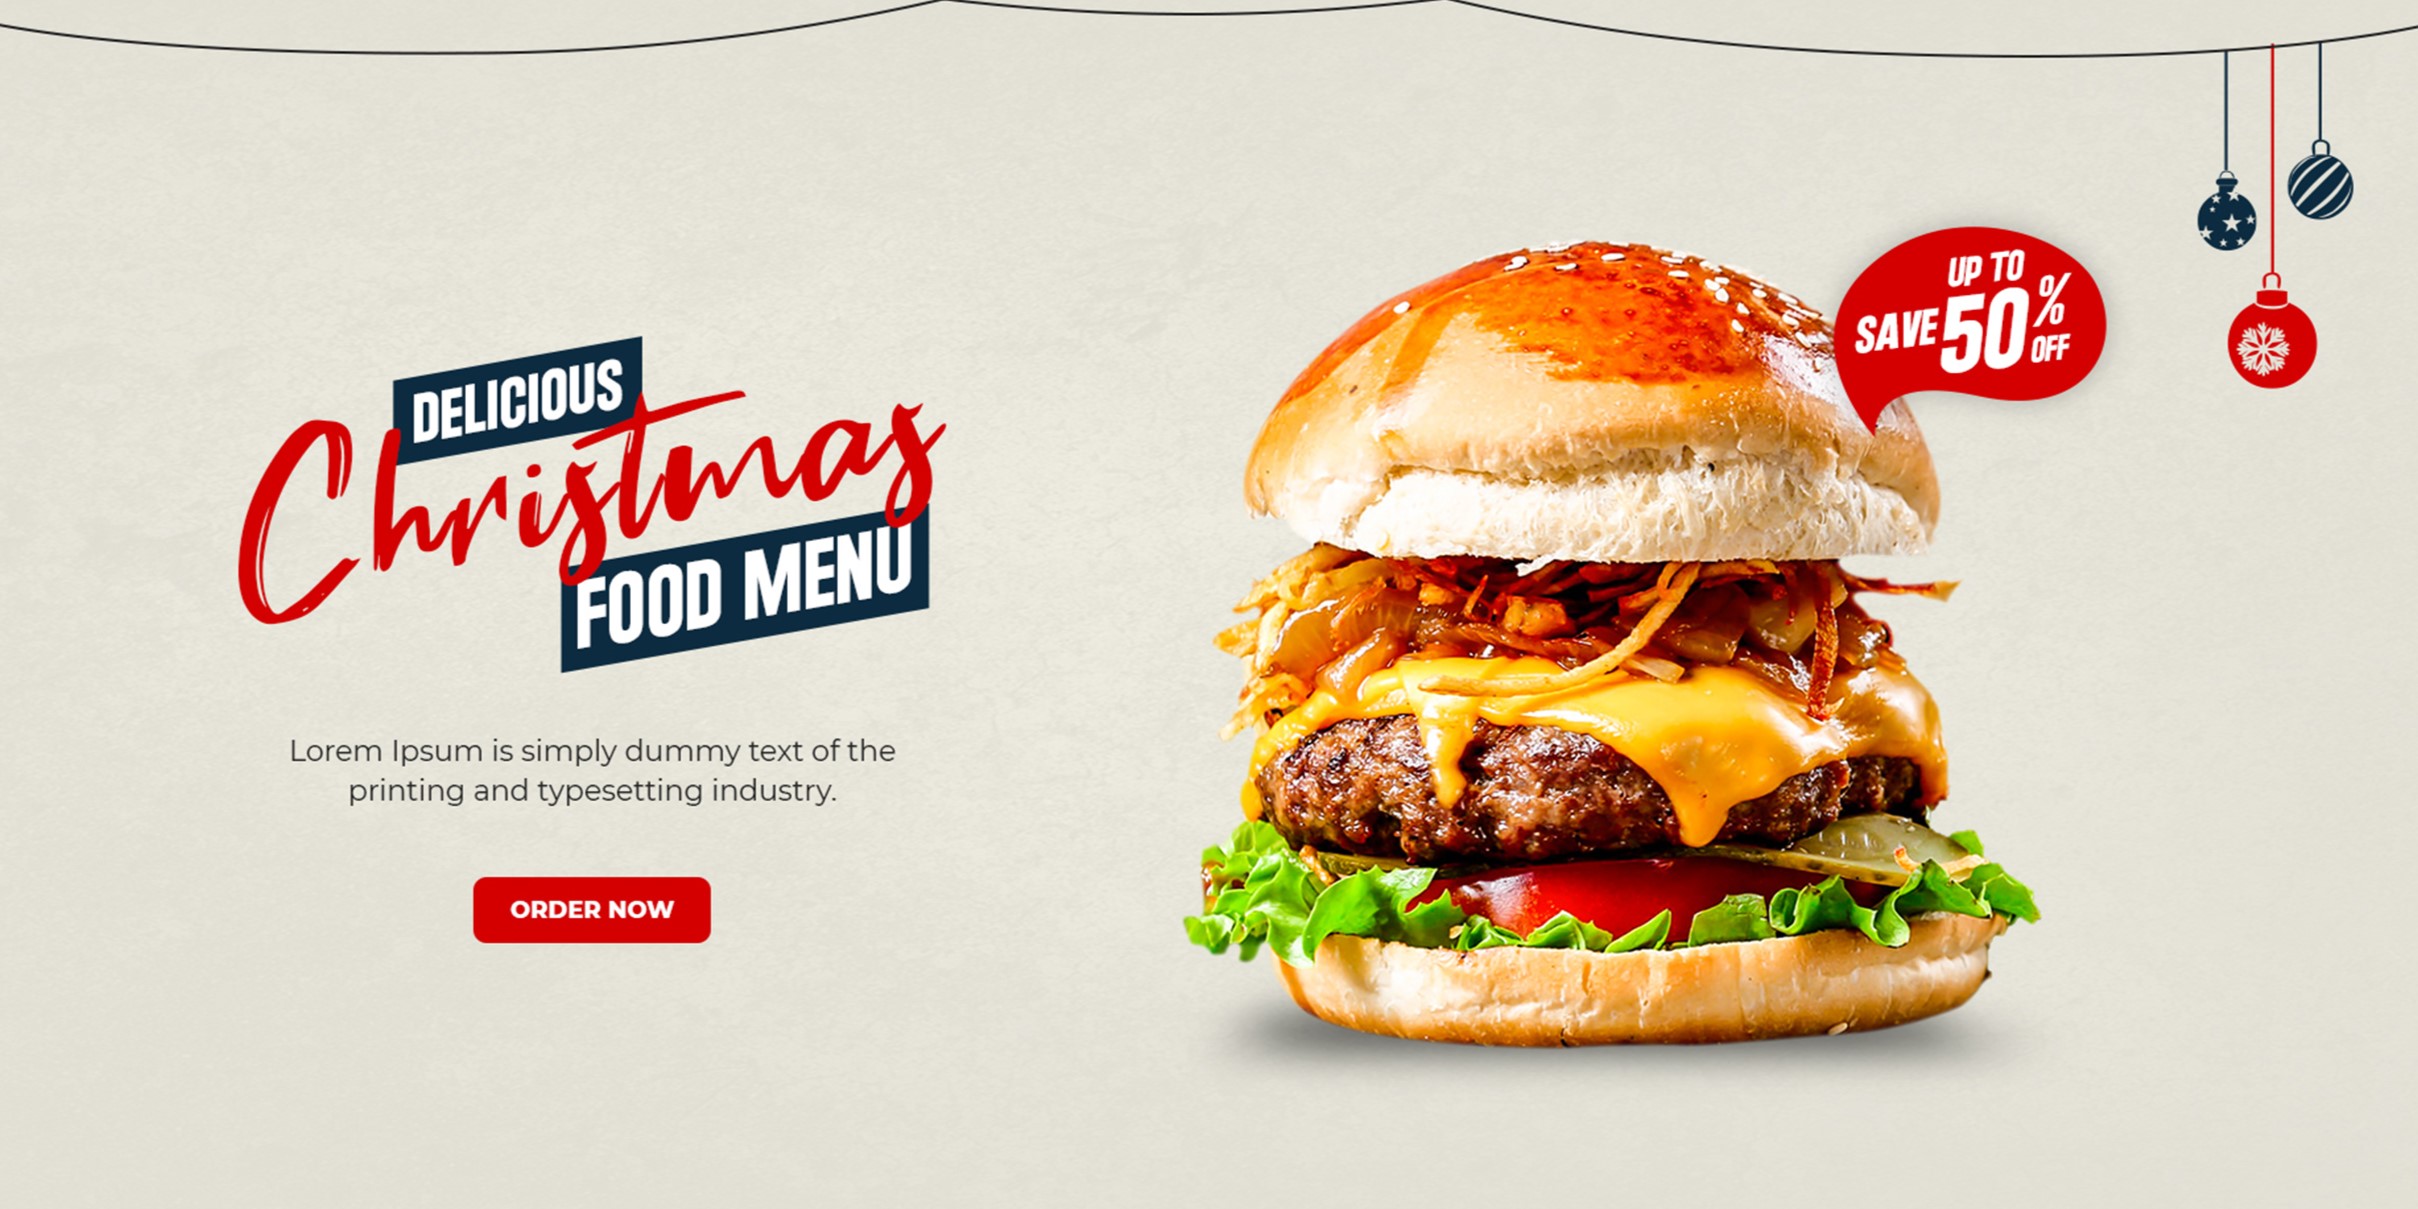 DELICIOUS
Christmas
FOOD MENU
Lorem Ipsum is simply dummy text of the
printing and typesetting industry.
ORDER NOW
UP TO
SAVE 50% OFF